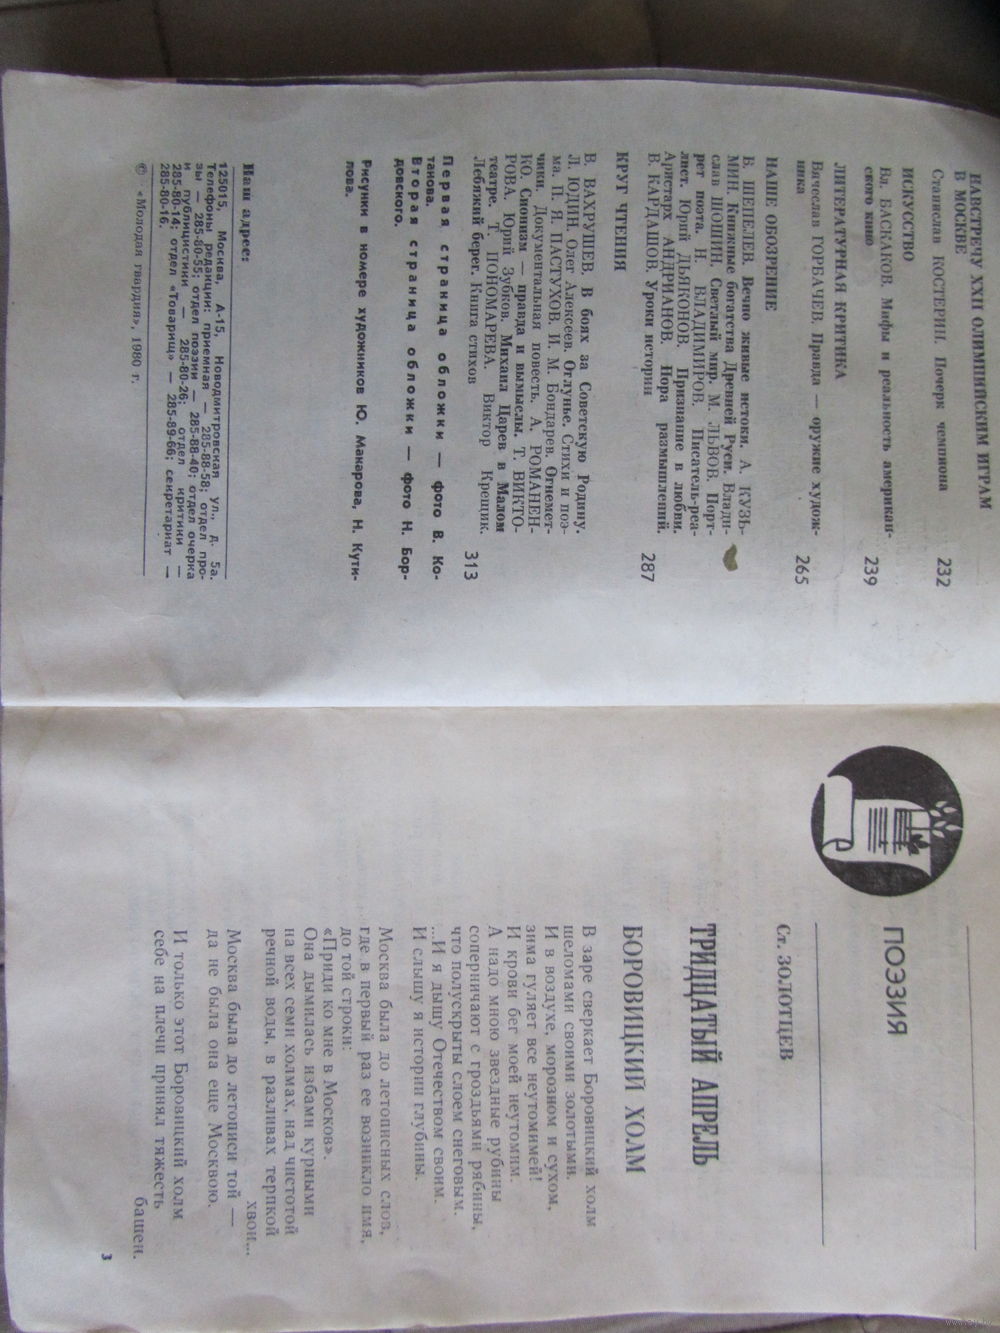 НАВСТРЕЧУ XXII ОЛИМПИЙСКИМ ИГРАМ
В МОСКВЕ
Станислав КОСТЕРИН. Почерк чемпиона 232
ИСКУССТВО
Вл. БАСКАКОВ. Мифы и реальность американ-
ского кино 239
ЛИТЕРАТУРНАЯ КРИТИКА
Вячеслав ГОРБАЧЕВ. Правда — оружие худож-
ника 265
НАШЕ ОБОЗРЕНИЕ
В. ШЕПЕЛЕВ. Вечно живые истоки. А. КУЗЬ-
МИН. Книжные богатства Древней Руси. Влади-
слав ШОШИН. Светлый мир. М. ЛЬВОВ. Порт-
рет поэта. Н. ВЛАДИМИРОВ. Писатель-реа-
лист. Юрий ДЬЯКОНОВ. Признание в любви.
Аристарх АНДРИАНОВ. Пора размышлений.
В. КАРДАШОВ. Уроки истории 287
КРУГ ЧТЕНИЯ
В. ВАХРУШЕВ. В боях за Советскую Родину.
Л. ЮДИН. Олег Алексеев. Оглунье. Стихи и поэ-
ма. П. Я. ПАСТУХОВ. И. М. Бондарев. Огнемет-
чики. Документальная повесть. А. РОМАНЕН-
КО. Сионизм — правда и вымыслы. Т. ВИКТО-
РОВА. Юрий Зубков. Михаил Царев в Малом
театре. Т. ПОНОМАРЕВА. Виктор Крещик.
Лебяжий берег. Книга стихов 313
Первая страница обложки — фото В. Ко-
танова.
Вторая страница обложки — фото Н. Бор-
довского.
Рисунки в номере художников Ю. Макарова, Н. Кути-
лова.
Наш адрес:
125015, Москва, А-15, Новодмитровская Ул., д. 5а.
Телефоны редакции: приемная — 285-88-58; отдел про-
зы — 285-80-55; отдел поэзии — 285-88-40; отдел очерка
и публицистики — 285-80-26; отдел критики —
285-80-14; отдел «Товарищ» — 285-89-66; секретариат —
285-80-16.
© «Молодая гвардия», 1980 г.
ПОЭЗИЯ
Ст. ЗОЛОТЦЕВ
ТРИДЦАТЫЙ АПРЕЛЬ
БОРОВИЦКИЙ ХОЛМ
В заре сверкает Боровицкий холм
шеломами своими золотыми.
И в воздухе, морозном и сухом,
зима гуляет все неутомимей!
И крови бег моей неутомим.
А надо мною звездные рубины
соперничают с гроздьями рябины,
что полускрыты слоем снеговым.
...И я дышу Отечеством своим.
И слышу я истории глубины.
Москва была до летописных слов,
где в первый раз ее возникло имя,
до той строки:
«Приди ко мне в Москов».
Она дымилась избами курными
на всех семи холмах, над чистотой
речной воды, в разливах терпкой
хвои...
Москва была до летописи той —
да не была она еще Москвою.
И только этот Боровицкий холм
себе на плечи принял тяжесть
башен.
3